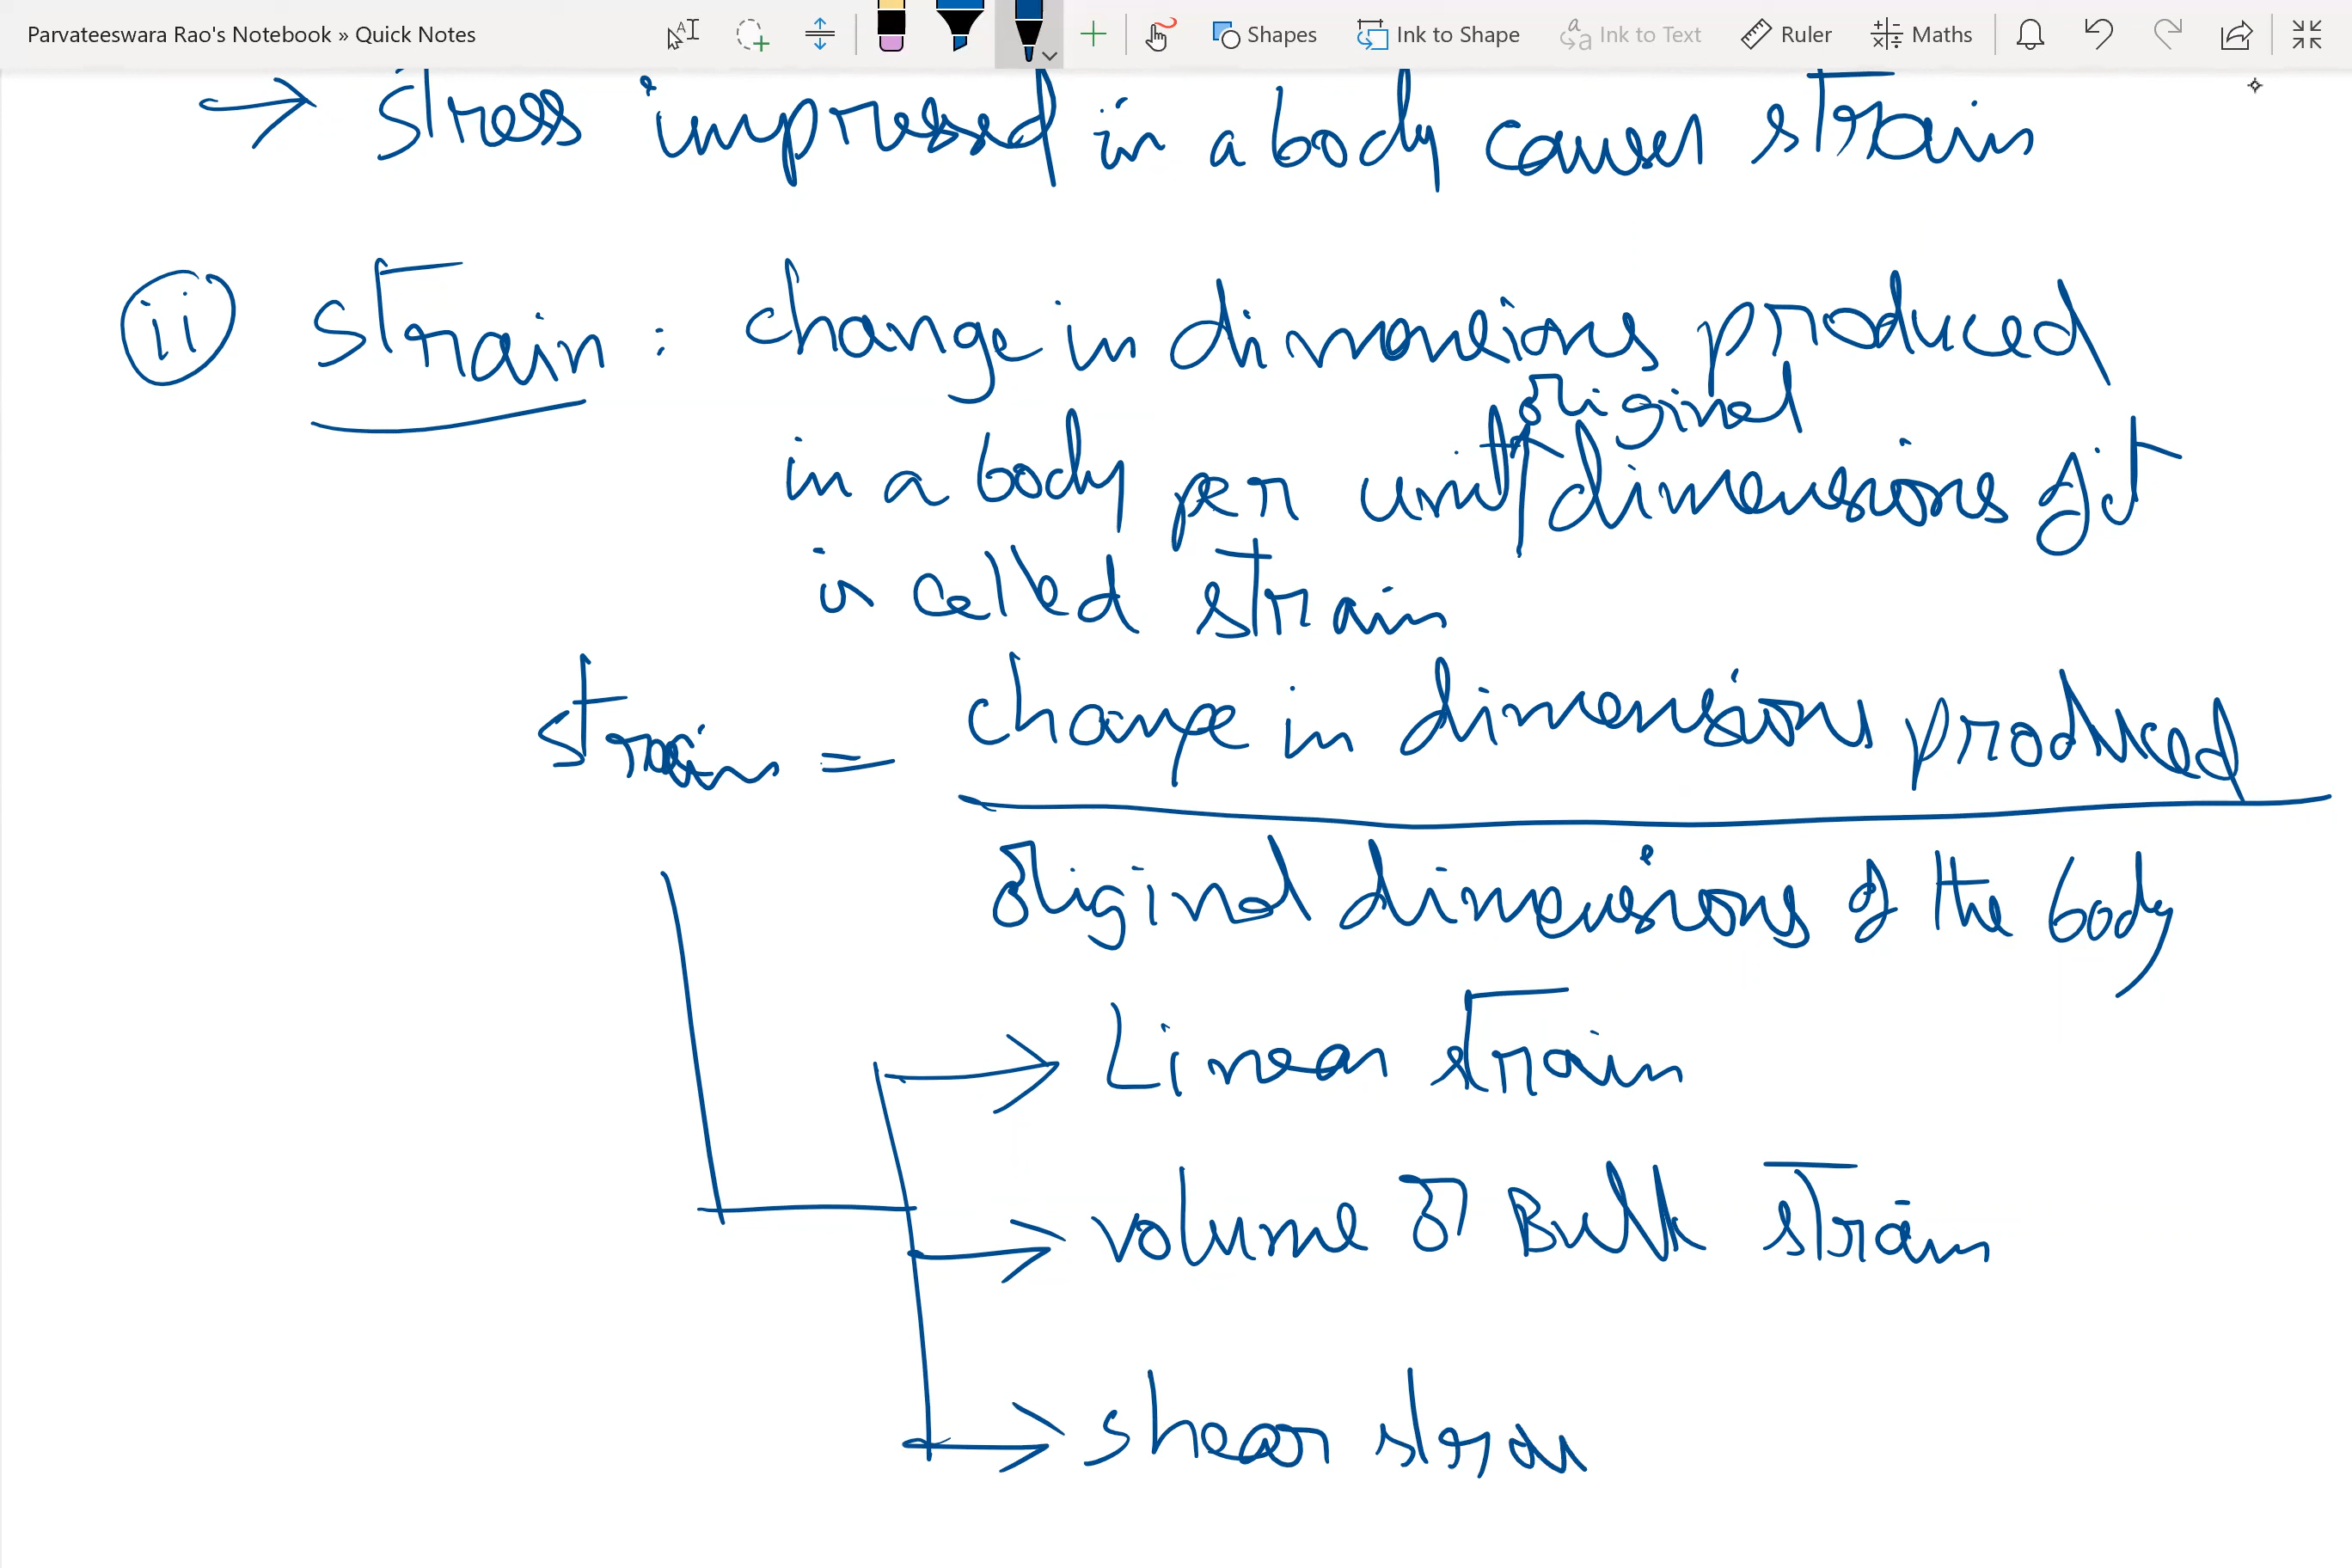 Parvateeswara Rao's Notebook » Quick Notes Shapes Ink to Shape Ink to Text Ruler Maths
→ stress impressed in a body causes strain
(ii) strain : change in dimensions produced
original
in a body per unit dimensions of it
is called strain
strain = change in dimensions produced
original dimensions of the body
→ Linear strain
→ volume or Bulk strain
→ shear strain